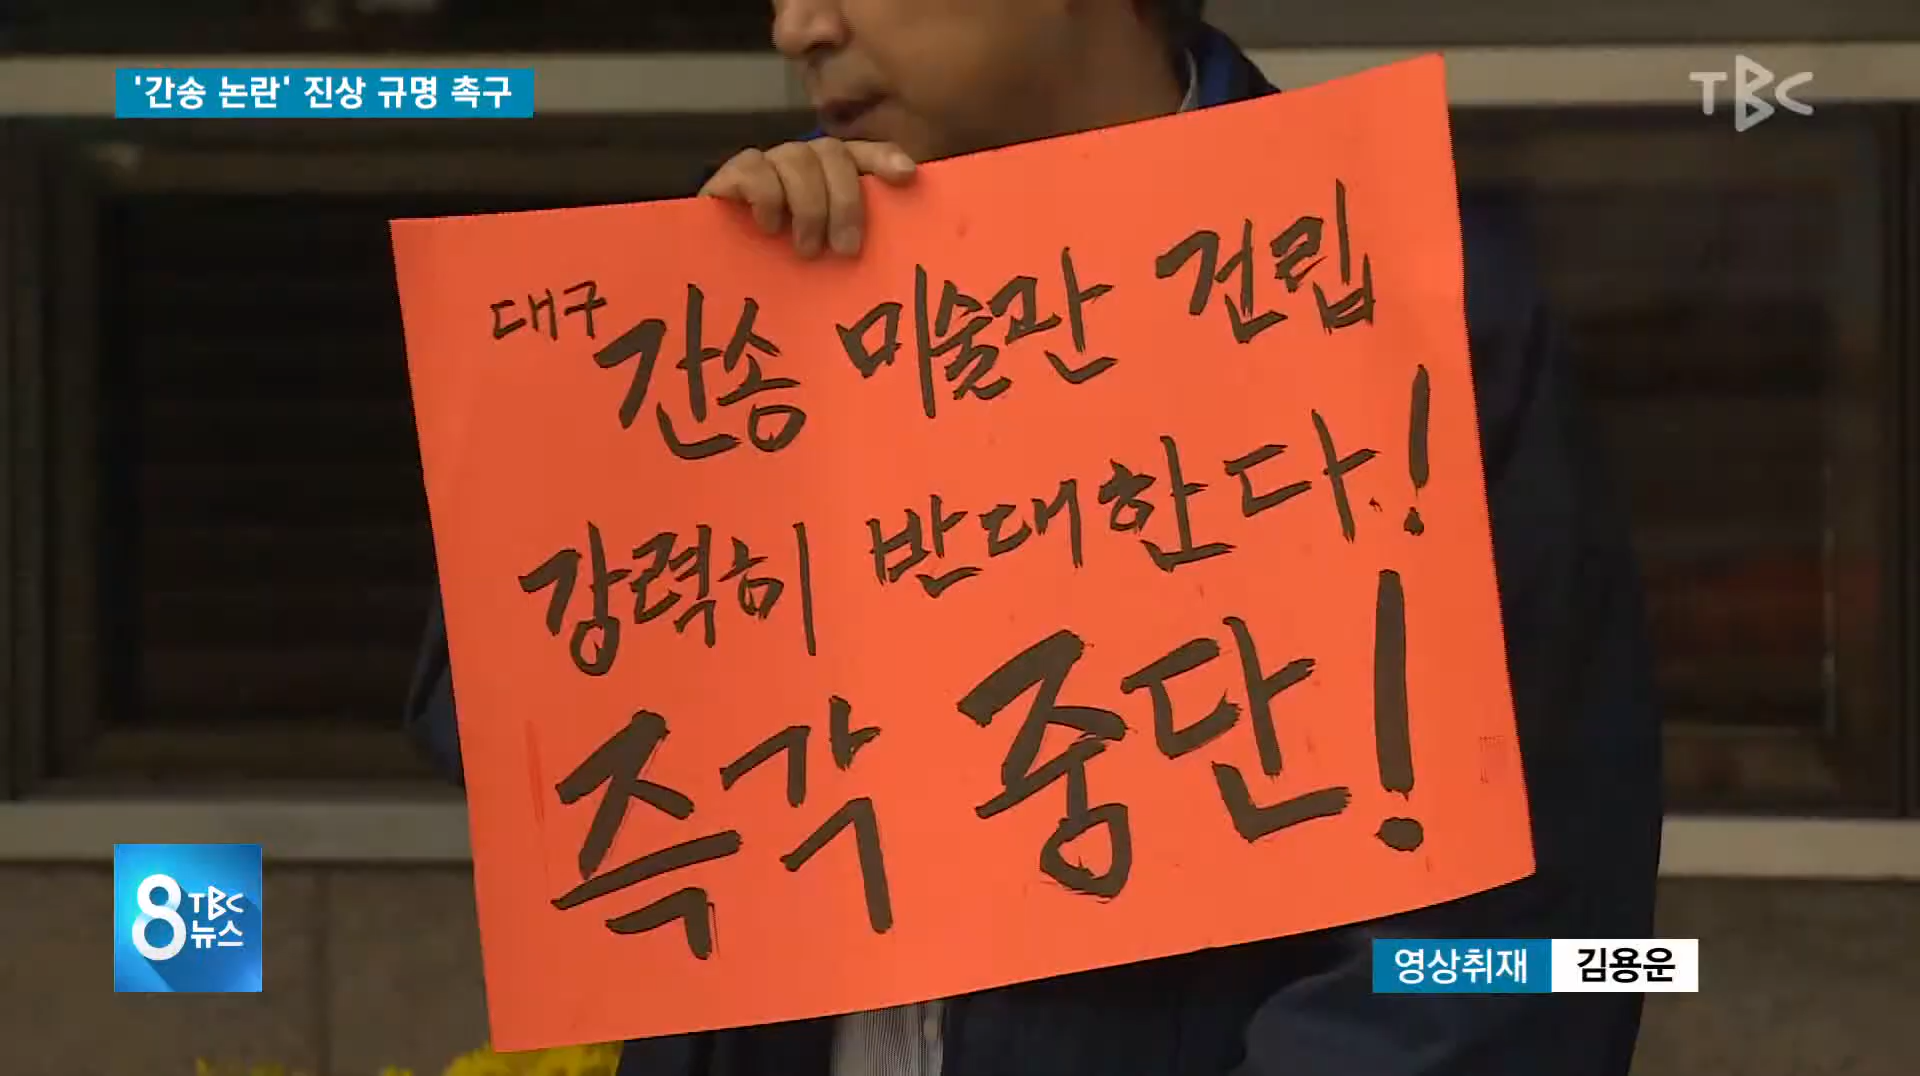 '간송 논란' 진상 규명 촉구
TBC
대구 간송 미술관 건립
강력히 반대한다!
즉각 중단!
8 TBC 뉴스
영상취재 김용운